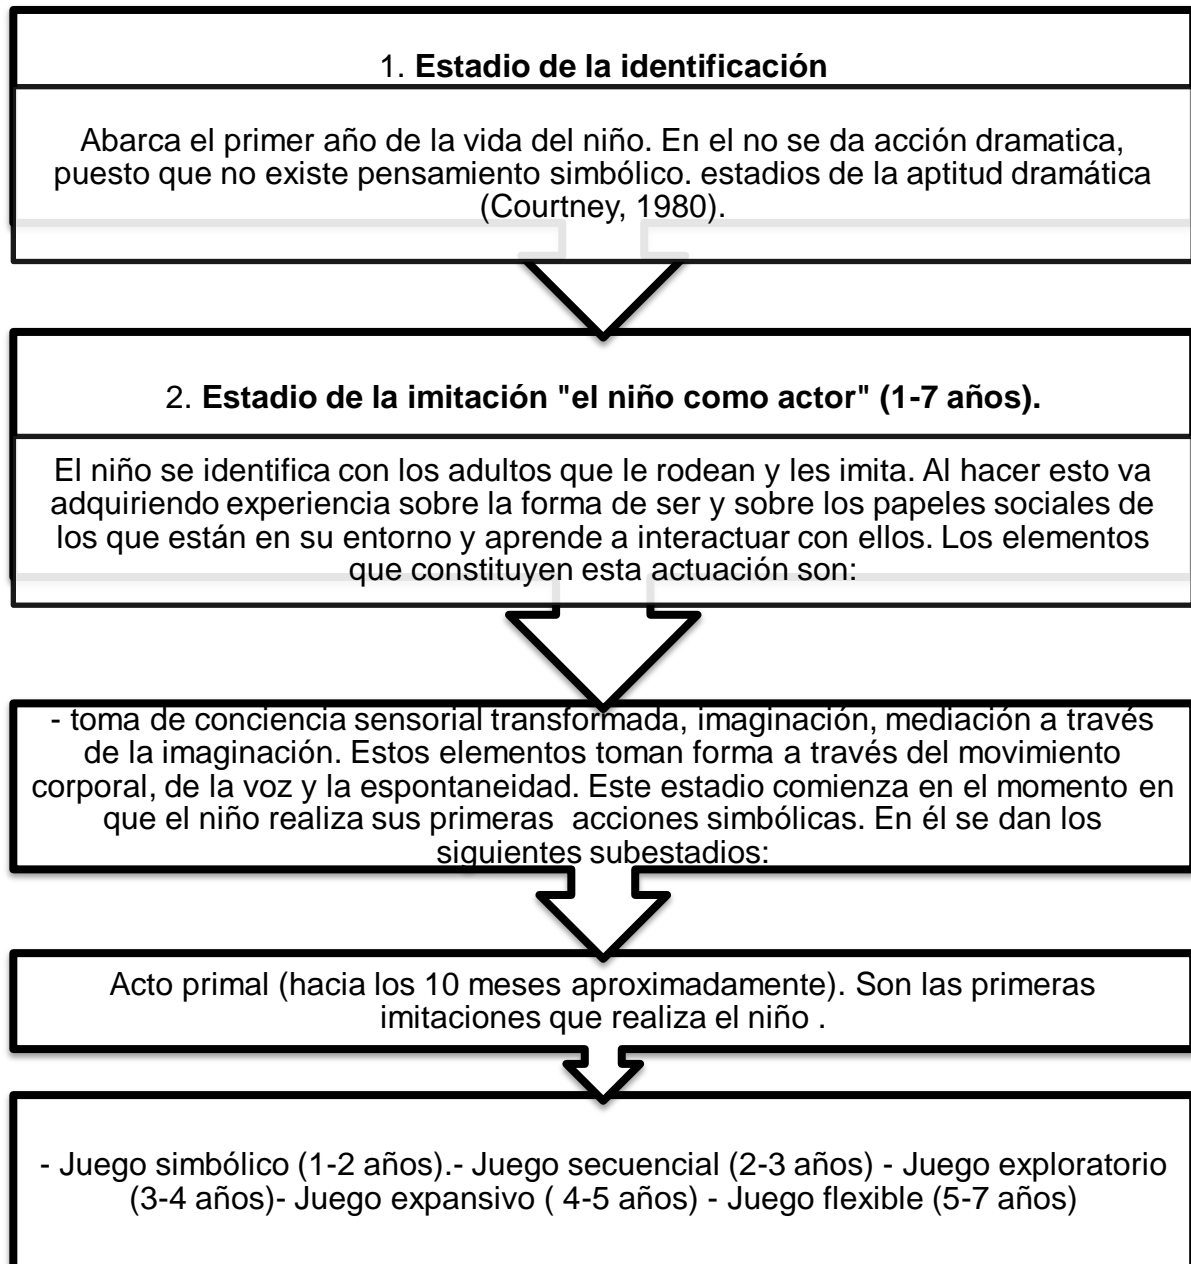 1. Estadio de la identificación
Abarca el primer año de la vida del niño. En el no se da acción dramatica,
puesto que no existe pensamiento simbólico. estadios de la aptitud dramática
(Courtney, 1980).
2. Estadio de la imitación "el niño como actor" (1-7 años).
El niño se identifica con los adultos que le rodean y les imita. Al hacer esto va
adquiriendo experiencia sobre la forma de ser y sobre los papeles sociales de
los que están en su entorno y aprende a interactuar con ellos. Los elementos
que constituyen esta actuación son:
- toma de conciencia sensorial transformada, imaginación, mediación a través
de la imaginación. Estos elementos toman forma a través del movimiento
corporal, de la voz y la espontaneidad. Este estadio comienza en el momento en
que el niño realiza sus primeras  acciones simbólicas. En él se dan los
siguientes subestadios:
Acto primal (hacia los 10 meses aproximadamente). Son las primeras
imitaciones que realiza el niño .
- Juego simbólico (1-2 años).- Juego secuencial (2-3 años) - Juego exploratorio
(3-4 años)- Juego expansivo ( 4-5 años) - Juego flexible (5-7 años)